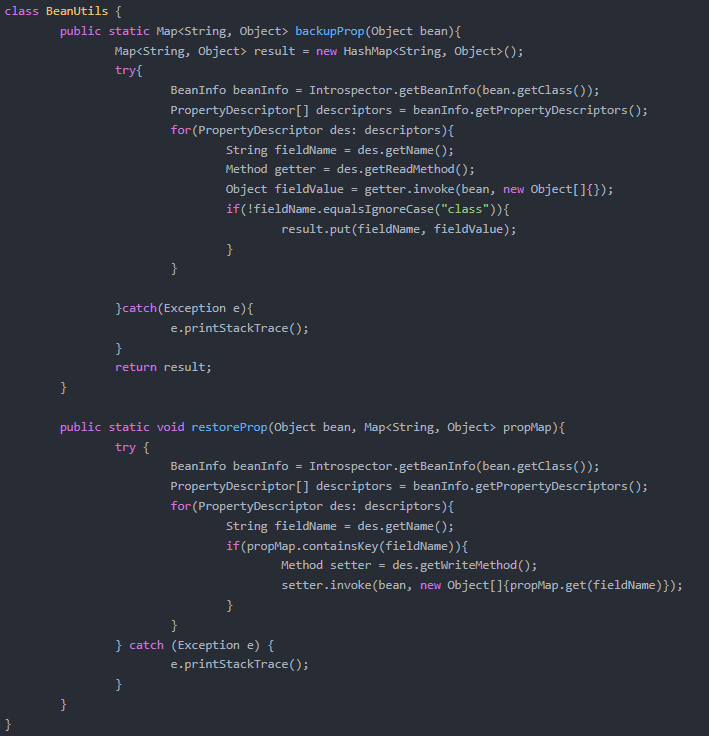 class BeanUtils {
public static Map<String, Object> backupProp(Object bean){
Map<String, Object> result = new HashMap<String, Object>();
try{
BeanInfo beanInfo = Introspector.getBeanInfo(bean.getClass());
PropertyDescriptor[] descriptors = beanInfo.getPropertyDescriptors();
for(PropertyDescriptor des: descriptors){
String fieldName = des.getName();
Method getter = des.getReadMethod();
Object fieldValue = getter.invoke(bean, new Object[]{});
if(!fieldName.equalsIgnoreCase("class")){
result.put(fieldName, fieldValue);
}
}
}catch(Exception e){
e.printStackTrace();
}
return result;
}
public static void restoreProp(Object bean, Map<String, Object> propMap){
try {
BeanInfo beanInfo = Introspector.getBeanInfo(bean.getClass());
PropertyDescriptor[] descriptors = beanInfo.getPropertyDescriptors();
for(PropertyDescriptor des: descriptors){
String fieldName = des.getName();
if(propMap.containsKey(fieldName)){
Method setter = des.getWriteMethod();
setter.invoke(bean, new Object[]{propMap.get(fieldName)});
}
}
} catch (Exception e) {
e.printStackTrace();
}
}
}